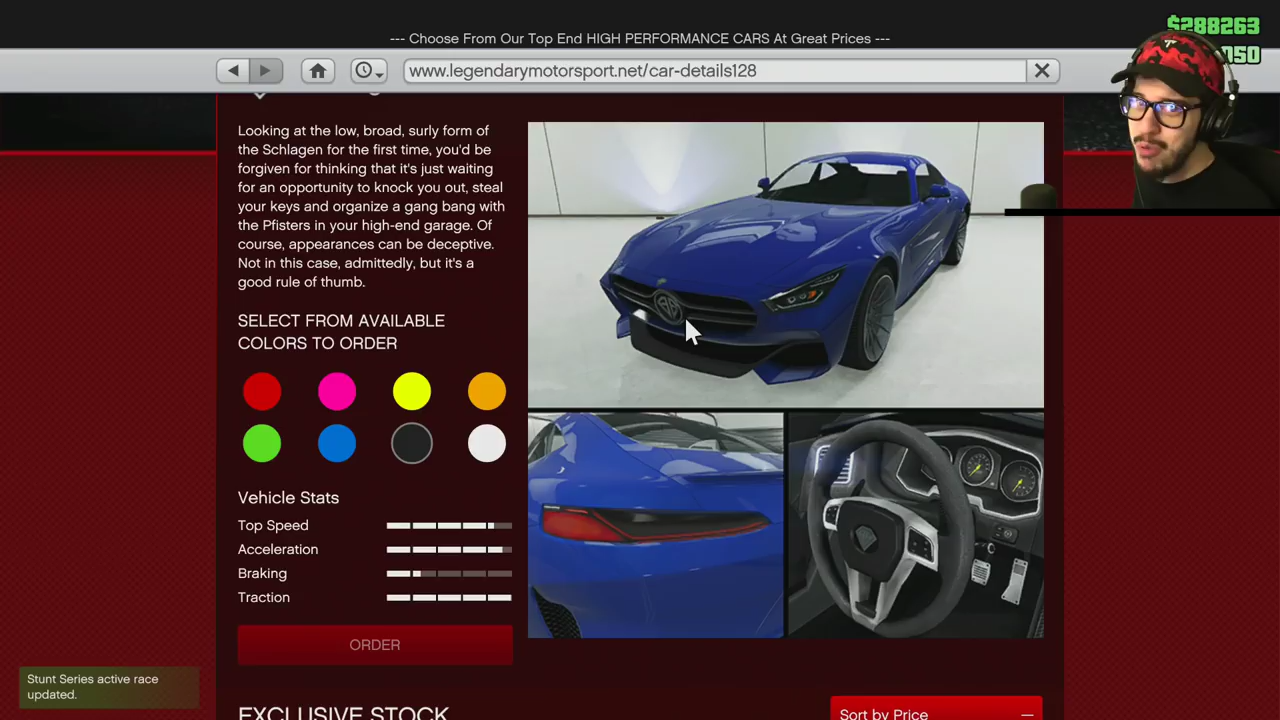 $288263
--- Choose From Our Top End HIGH PERFORMANCE CARS At Great Prices ---
050
www.legendarymotorsport.net/car-details128
Looking at the low, broad, surly form of
the Schlagen for the first time, you'd be
forgiven for thinking that it's just waiting
for an opportunity to knock you out, steal
your keys and organize a gang bang with
the Pfisters in your high-end garage. Of
course, appearances can be deceptive.
Not in this case, admittedly, but it's a
good rule of thumb.
SELECT FROM AVAILABLE
COLORS TO ORDER
Vehicle Stats
Top Speed
Acceleration
Braking
Traction
ORDER
Stunt Series active race
updated.
EXCLUSIVE STOCK
Sort by Price